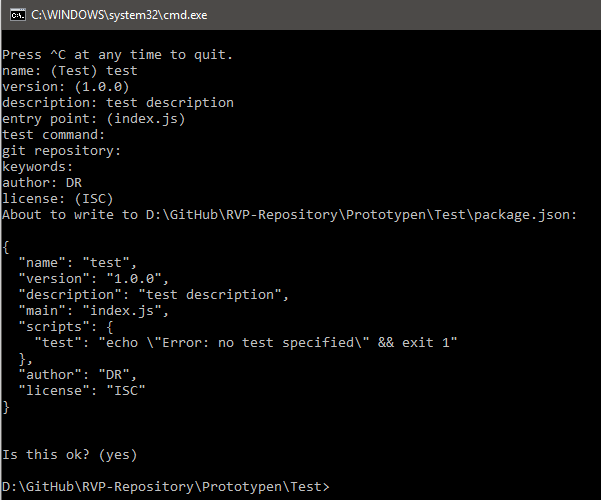 C:\WINDOWS\system32\cmd.exe
Press ^C at any time to quit.
name: (Test) test
version: (1.0.0)
description: test description
entry point: (index.js)
test command:
git repository:
keywords:
author: DR
license: (ISC)
About to write to D:\GitHub\RVP-Repository\Prototypen\Test\package.json:
{
  "name": "test",
  "version": "1.0.0",
  "description": "test description",
  "main": "index.js",
  "scripts": {
    "test": "echo \"Error: no test specified\" && exit 1"
  },
  "author": "DR",
  "license": "ISC"
}
Is this ok? (yes)
D:\GitHub\RVP-Repository\Prototypen\Test>